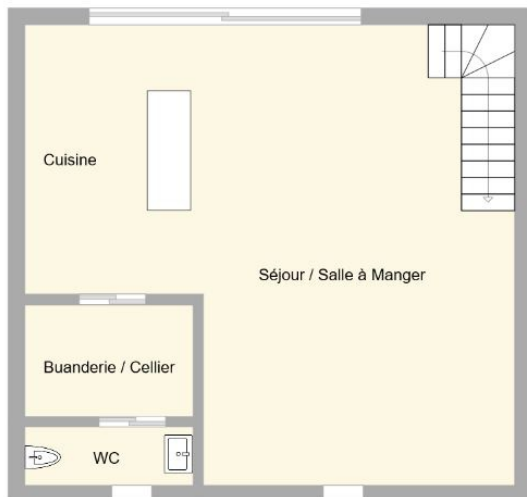 Cuisine
Séjour / Salle à Manger
Buanderie / Cellier
WC